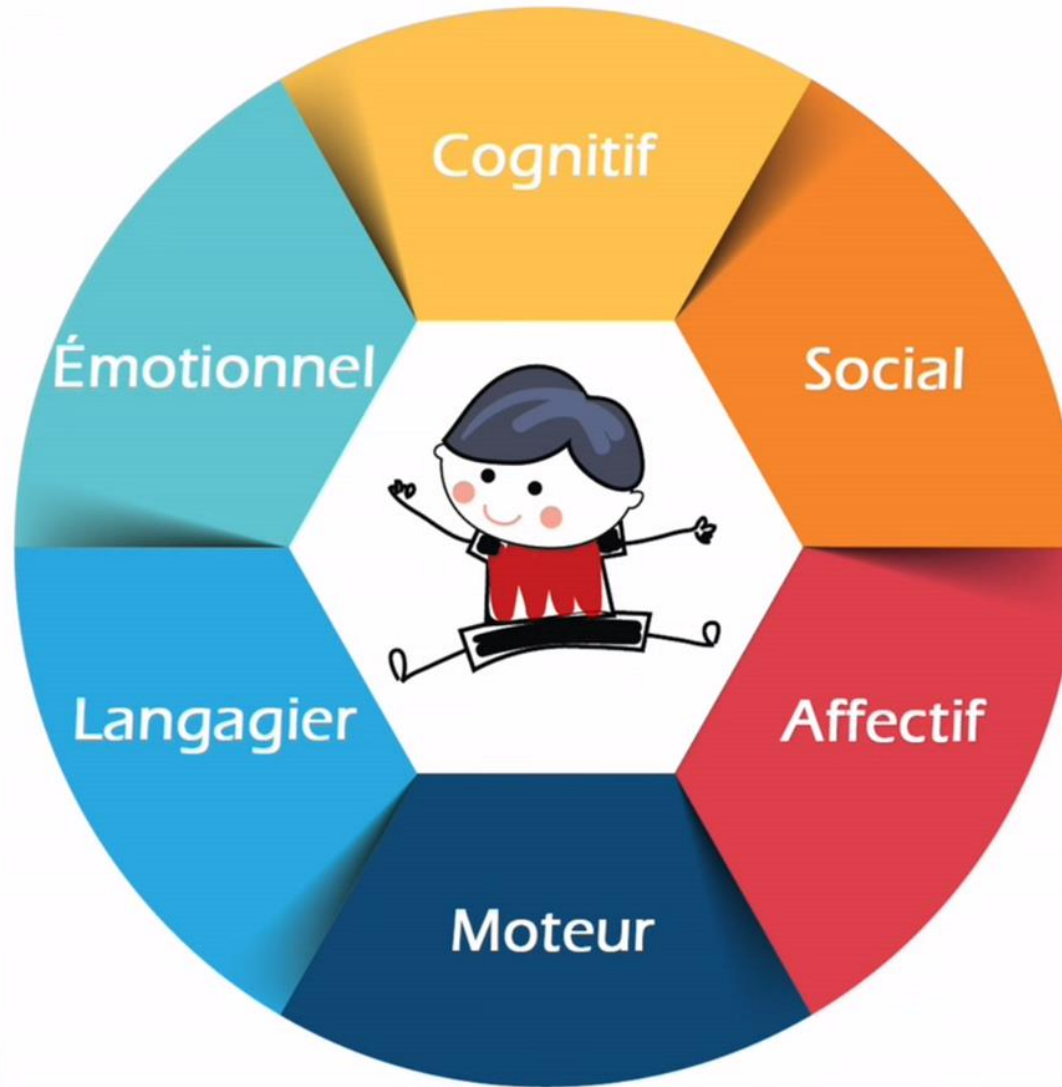 Cognitif
Social
Affectif
Moteur
Langagier
Émotionnel